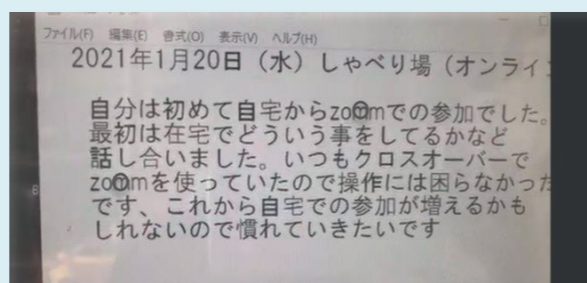 ファイル(F) 編集(E) 書式(O) 表示(V) ヘルプ(H)
2021年1月20日（水）しゃべり場（オンライン
自分は初めて自宅からzoomでの参加でした。
最初は在宅でどういう事をしてるかなど
話し合いました。いつもクロスオーバーで
zoomを使っていたので操作には困らなかった
です、これから自宅での参加が増えるかも
しれないので慣れていきたいです